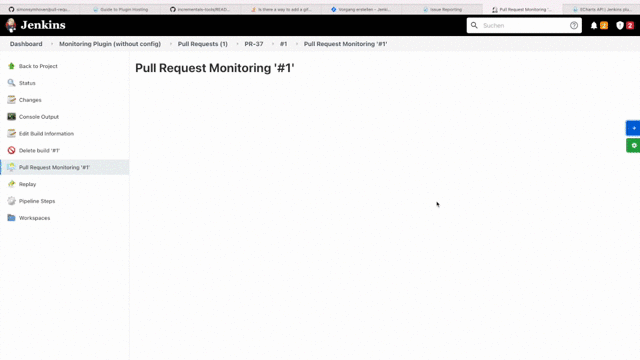 simonsymhoven/pull-requ...
Guide to Plugin Hosting
incrementals-tools/READ...
Is there a way to add a git...
Vorgang erstellen – Jenk...
Issue Reporting
Pull Request Monitoring '...
ECharts API | Jenkins plu...
Jenkins
Suchen
2
2
Dashboard
Monitoring Plugin (without config)
Pull Requests (1)
PR-37
#1
Pull Request Monitoring '#1'
Back to Project
Status
Changes
Console Output
Edit Build Information
Delete build '#1'
Pull Request Monitoring '#1'
Replay
Pipeline Steps
Workspaces
Pull Request Monitoring '#1'
+